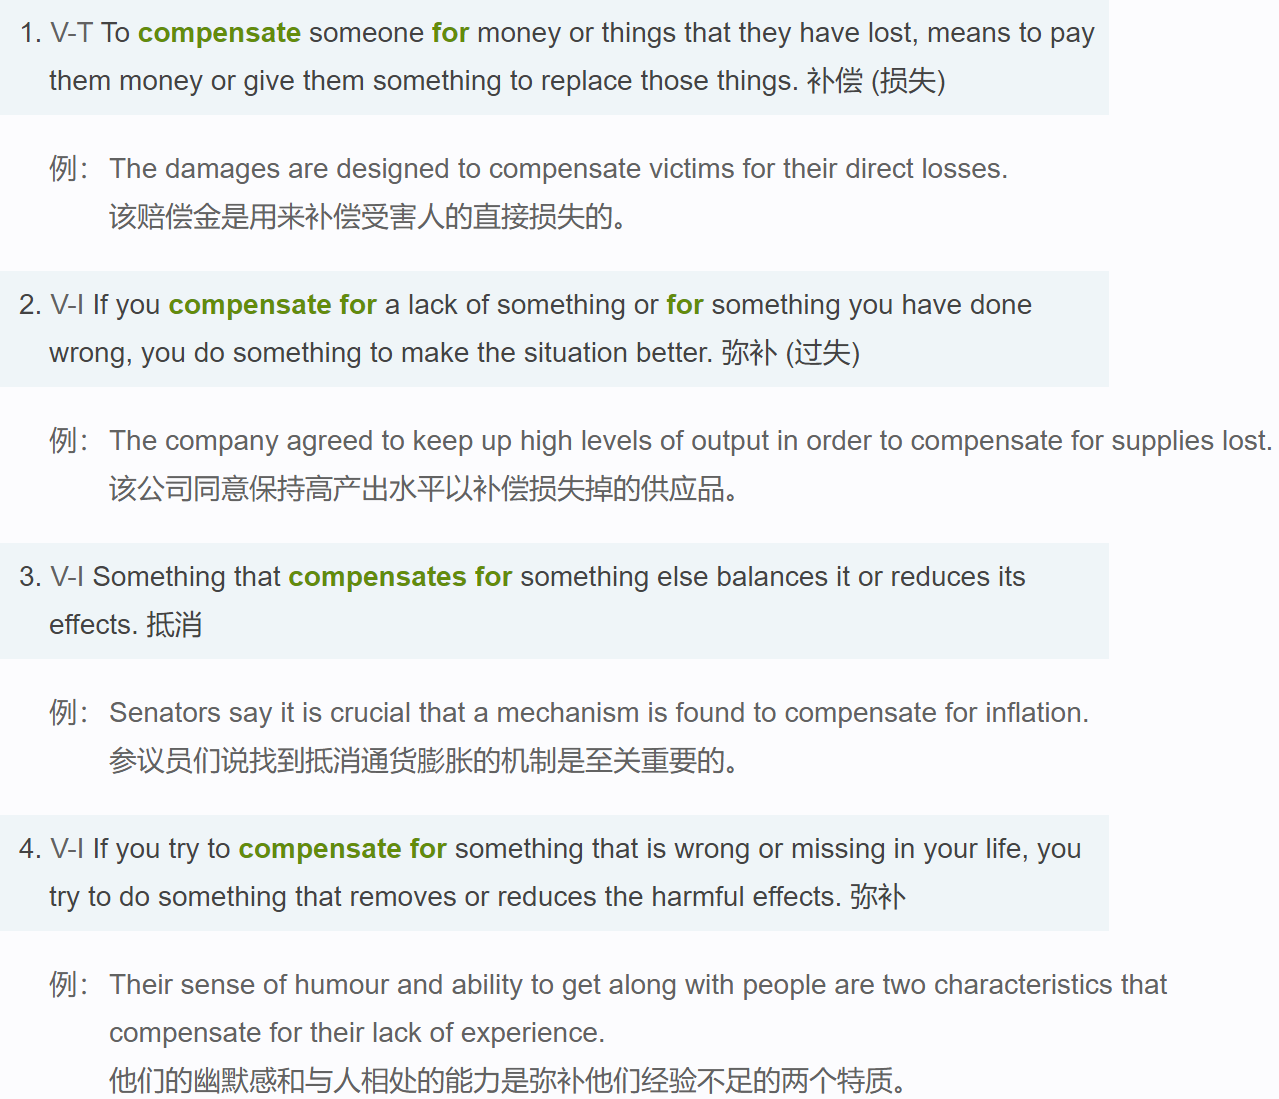 1. V-T To compensate someone for money or things that they have lost, means to pay
them money or give them something to replace those things. 补偿 (损失)
例： The damages are designed to compensate victims for their direct losses.
该赔偿金是用来补偿受害人的直接损失的。
2. V-I If you compensate for a lack of something or for something you have done
wrong, you do something to make the situation better. 弥补 (过失)
例： The company agreed to keep up high levels of output in order to compensate for supplies lost.
该公司同意保持高产出水平以补偿损失掉的供应品。
3. V-I Something that compensates for something else balances it or reduces its
effects. 抵消
例： Senators say it is crucial that a mechanism is found to compensate for inflation.
参议员们说找到抵消通货膨胀的机制是至关重要的。
4. V-I If you try to compensate for something that is wrong or missing in your life, you
try to do something that removes or reduces the harmful effects. 弥补
例： Their sense of humour and ability to get along with people are two characteristics that
compensate for their lack of experience.
他们的幽默感和与人相处的能力是弥补他们经验不足的两个特质。